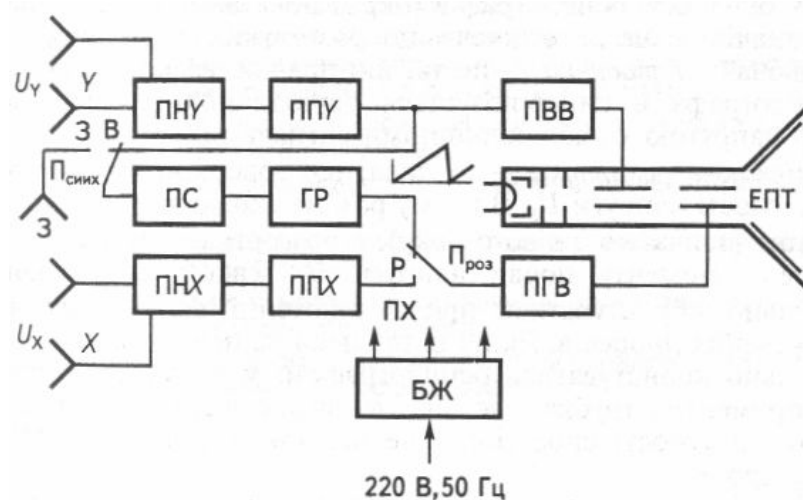 U_Y Y ПНY ППY ПВВ
З В
П_синх ПС ГР ЕПТ
З
Р П_роз
ПНX ППX ПГВ
U_X X ПХ
БЖ
220 В, 50 Гц